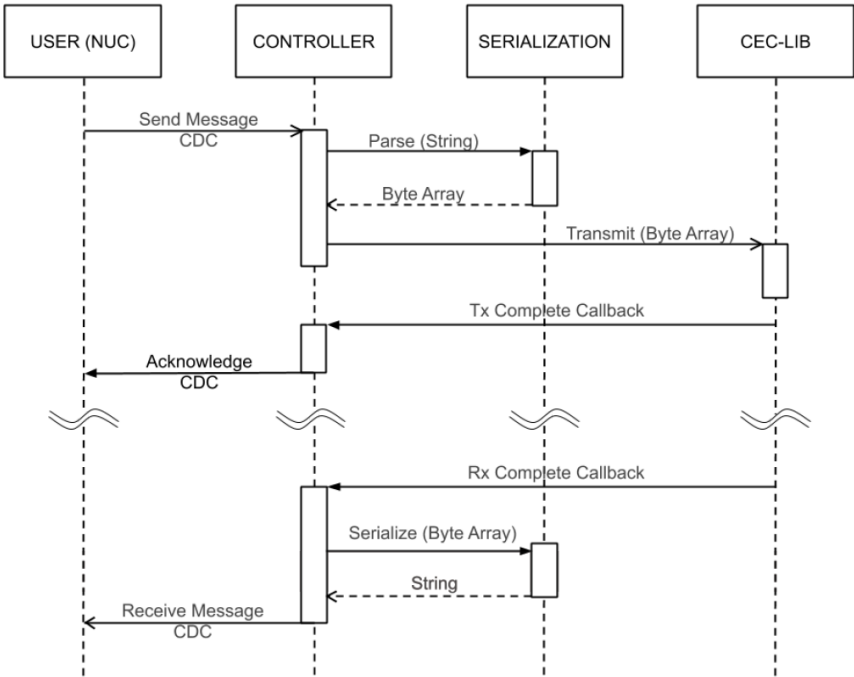 USER (NUC)
CONTROLLER
SERIALIZATION
CEC-LIB
Send Message
CDC
Parse (String)
Byte Array
Transmit (Byte Array)
Tx Complete Callback
Acknowledge
CDC
Rx Complete Callback
Serialize (Byte Array)
String
Receive Message
CDC